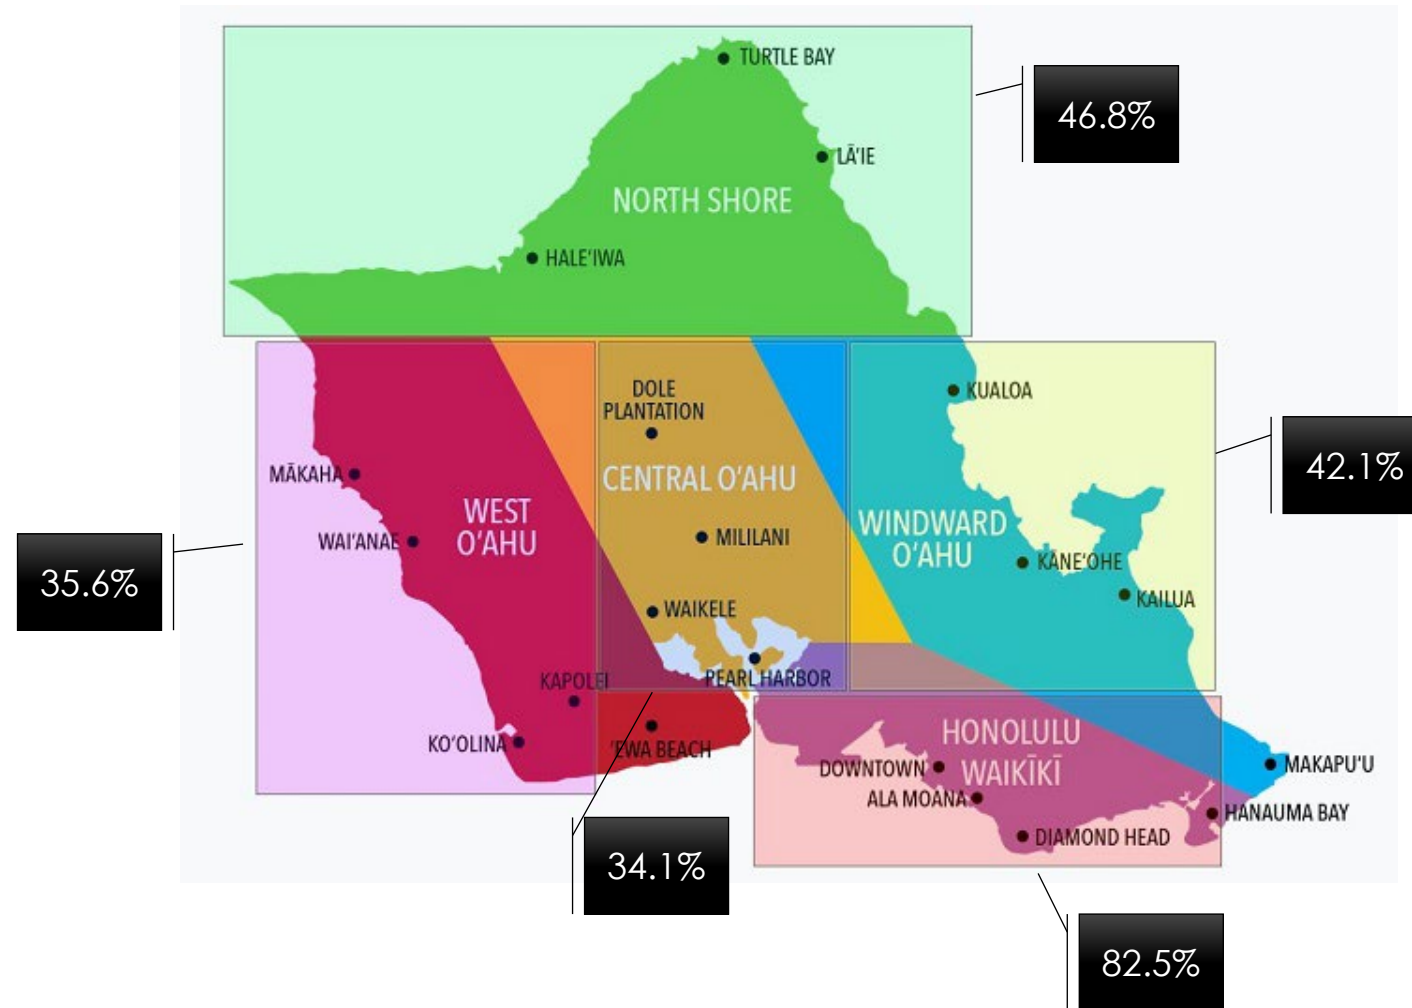 TURTLE BAY
46.8%
LĀ‘IE
NORTH SHORE
HALE‘IWA
DOLE
PLANTATION
KUALOA
MĀKAHA
CENTRAL O‘AHU
42.1%
WEST
O‘AHU
WINDWARD
O‘AHU
WAI‘ANAE
MILILANI
KĀNE‘OHE
35.6%
KAILUA
WAIKELE
PEARL HARBOR
KAPOLEI
KO‘OLINA
‘EWA BEACH
HONOLULU
WAIKĪKĪ
DOWNTOWN
ALA MOANA
MAKAPU‘U
HANAUMA BAY
DIAMOND HEAD
34.1%
82.5%